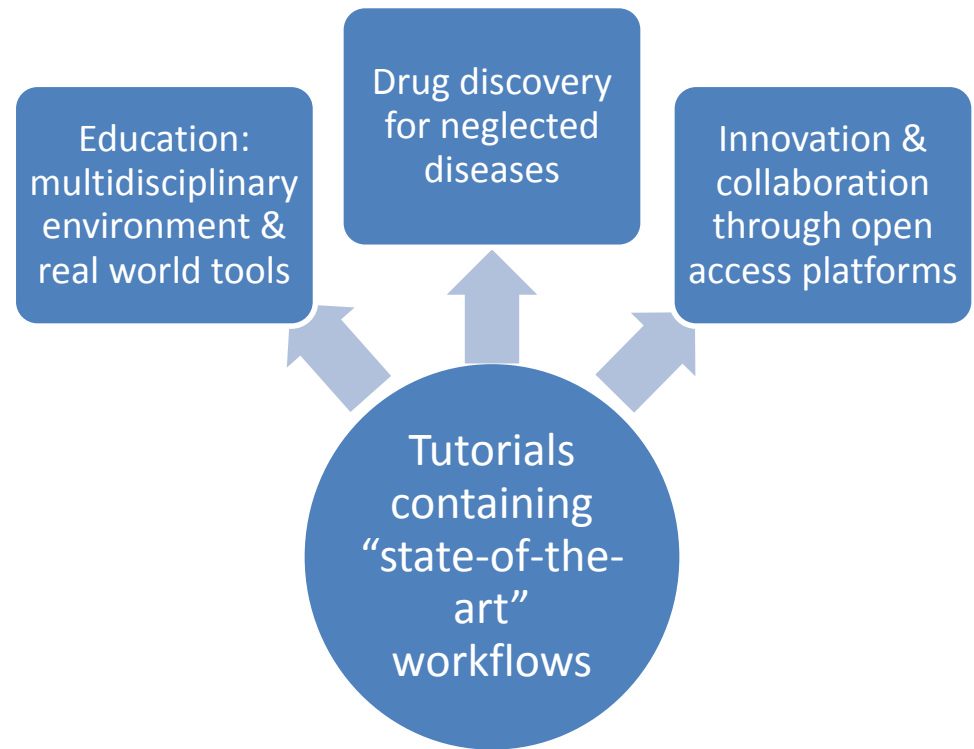 Education:
multidisciplinary
environment &
real world tools
Drug discovery
for neglected
diseases
Innovation &
collaboration
through open
access platforms
Tutorials
containing
“state-of-the-
art”
workflows